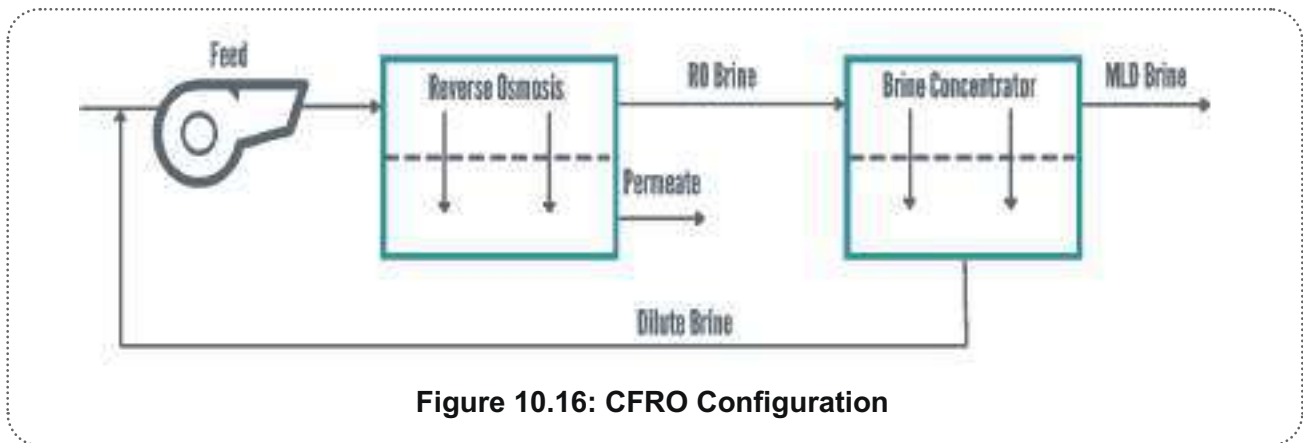 Feed
Reverse Osmosis
RO Brine
Brine Concentrator
MLD Brine
Permeate
Dilute Brine
Figure 10.16: CFRO Configuration